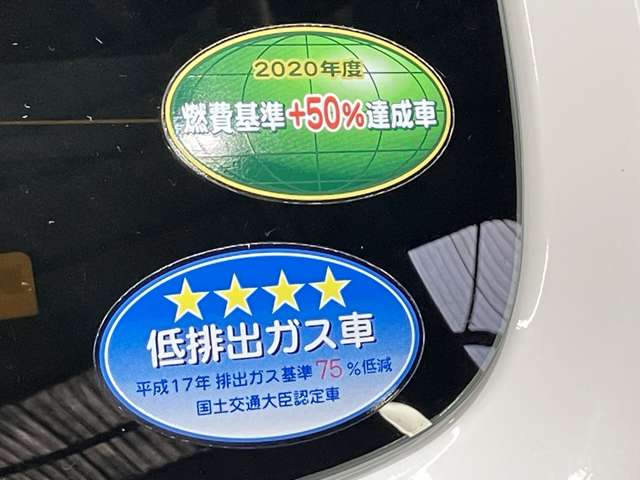 2020年度
燃費基準+50%達成車
★★★★
低排出ガス車
平成17年 排出ガス基準75%低減
国土交通大臣認定車